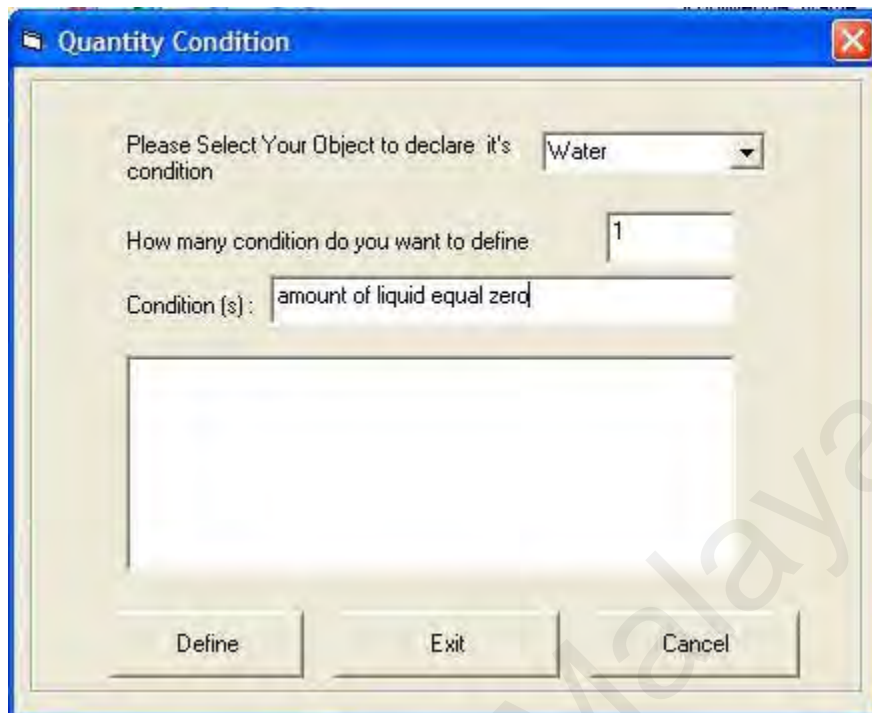 Quantity Condition
Please Select Your Object to declare it's
condition
Water
How many condition do you want to define
1
Condition (s) :
amount of liquid equal zero
Define
Exit
Cancel
Malaya